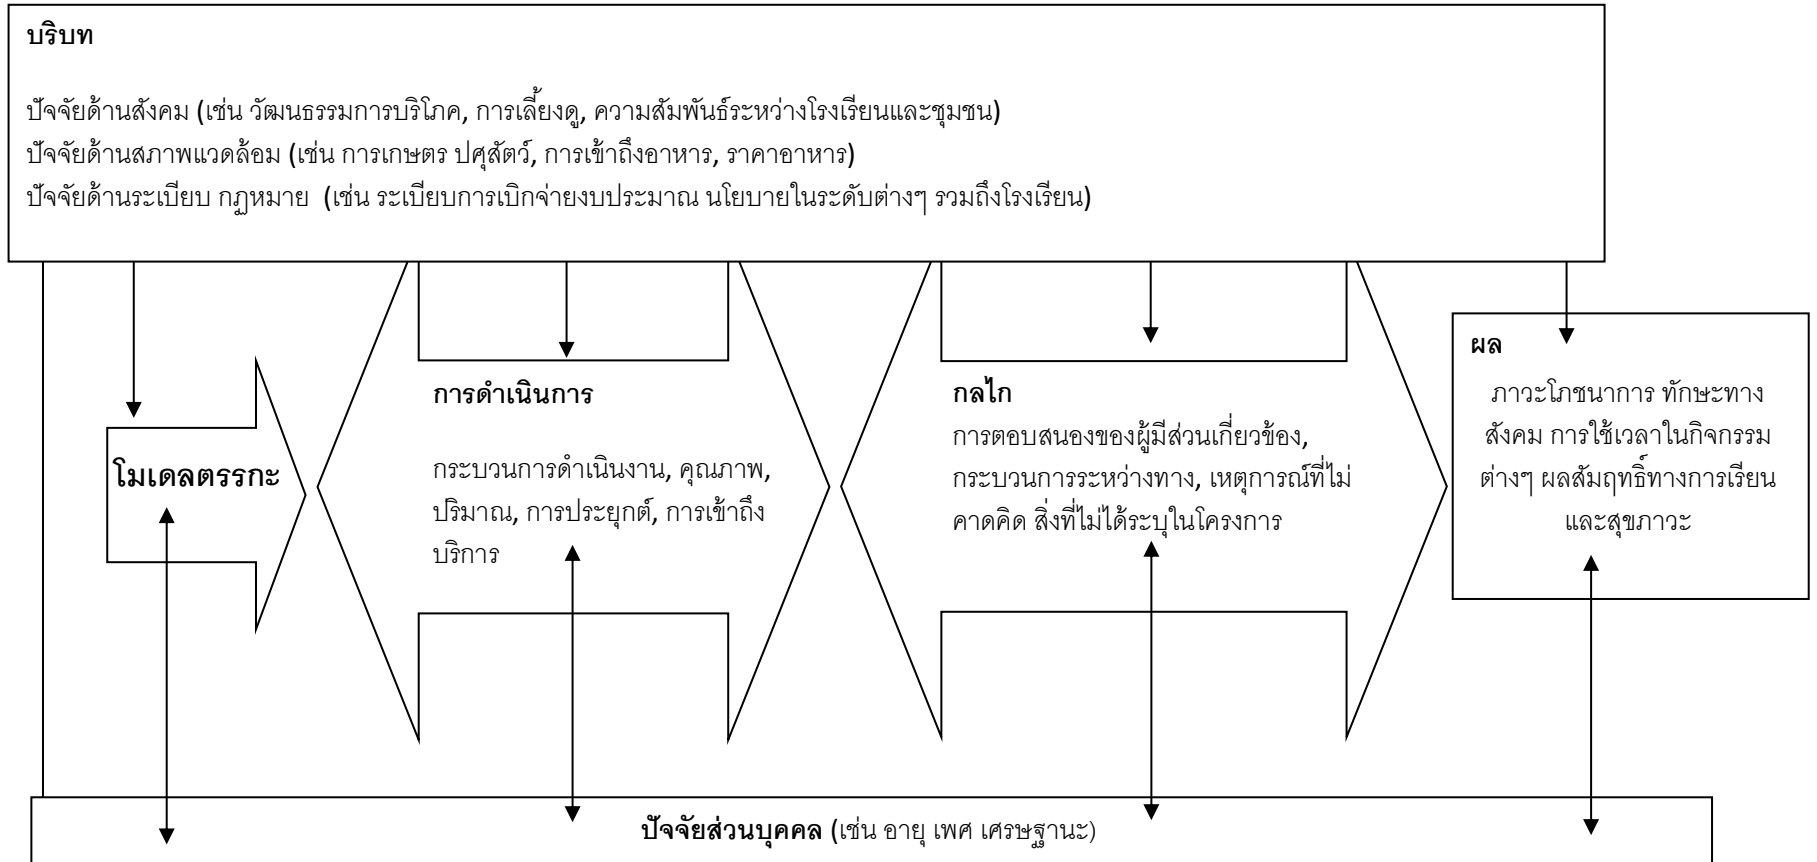 บริบท
ปัจจัยด้านสังคม (เช่น วัฒนธรรมการบริโภค, การเลี้ยงดู, ความสัมพันธ์ระหว่างโรงเรียนและชุมชน)
ปัจจัยด้านสภาพแวดล้อม (เช่น การเกษตร ปศุสัตว์, การเข้าถึงอาหาร, ราคาอาหาร)
ปัจจัยด้านระเบียบ กฎหมาย (เช่น ระเบียบการเบิกจ่ายงบประมาณ นโยบายในระดับต่างๆ รวมถึงโรงเรียน)
โมเดลตรรกะ
การดำเนินการ
กระบวนการดำเนินงาน, คุณภาพ,
ปริมาณ, การประยุกต์, การเข้าถึง
บริการ
กลไก
การตอบสนองของผู้มีส่วนเกี่ยวข้อง,
กระบวนการระหว่างทาง, เหตุการณ์ที่ไม่
คาดคิด สิ่งที่ไม่ได้ระบุในโครงการ
ผล
ภาวะโภชนาการ ทักษะทาง
สังคม การใช้เวลาในกิจกรรม
ต่างๆ ผลสัมฤทธิ์ทางการเรียน
และสุขภาวะ
ปัจจัยส่วนบุคคล (เช่น อายุ เพศ เศรษฐานะ)